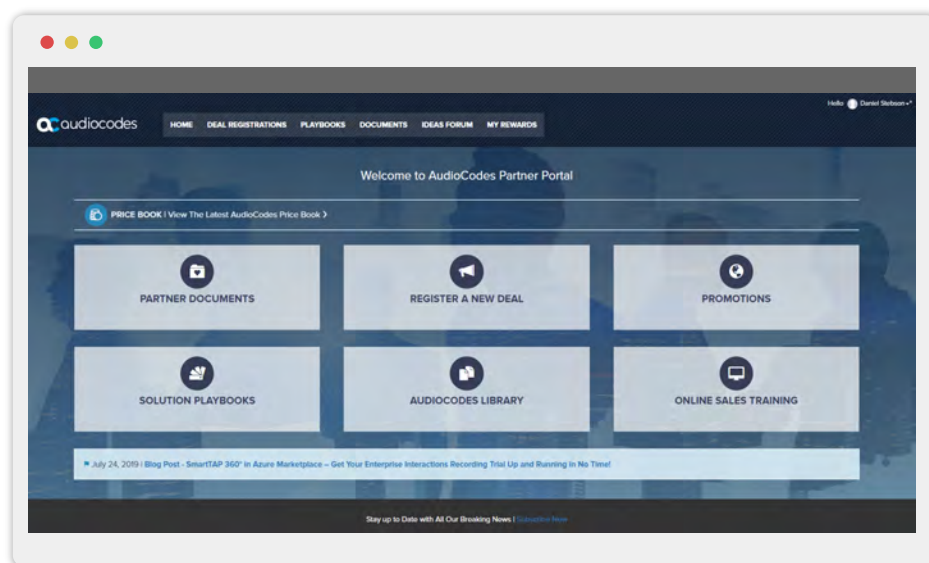 Hello Daniel Stebson
audiocodes
HOME DEAL REGISTRATIONS PLAYBOOKS DOCUMENTS IDEAS FORUM MY REWARDS
Welcome to AudioCodes Partner Portal
PRICE BOOK | View The Latest AudioCodes Price Book >
PARTNER DOCUMENTS
REGISTER A NEW DEAL
PROMOTIONS
SOLUTION PLAYBOOKS
AUDIOCODES LIBRARY
ONLINE SALES TRAINING
July 24, 2019 | Blog Post - SmartTAP 360° in Azure Marketplace – Get Your Enterprise Interactions Recording Trial Up and Running in No Time!
Stay up to Date with All Our Breaking News | Subscribe Now